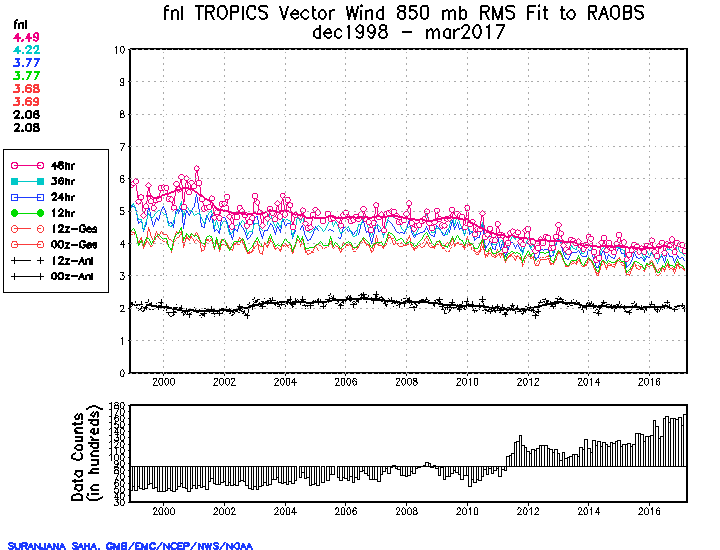 fnl TROPICS Vector Wind 850 mb RMS Fit to RAOBS
dec1998 - mar2017
fnl
4.49
4.22
3.77
3.77
3.68
3.69
2.06
2.08
48hr
36hr
24hr
12hr
12z-Ges
00z-Ges
12z-Anl
00z-Anl
10
9
8
7
6
5
4
3
2
1
0
2000 2002 2004 2006 2008 2010 2012 2014 2016
Data Counts
(in hundreds)
180
170
160
150
140
130
120
110
100
90
80
70
60
50
40
30
2000 2002 2004 2006 2008 2010 2012 2014 2016
SURANJANA SAHA, GMB/EMC/NCEP/NWS/NOAA